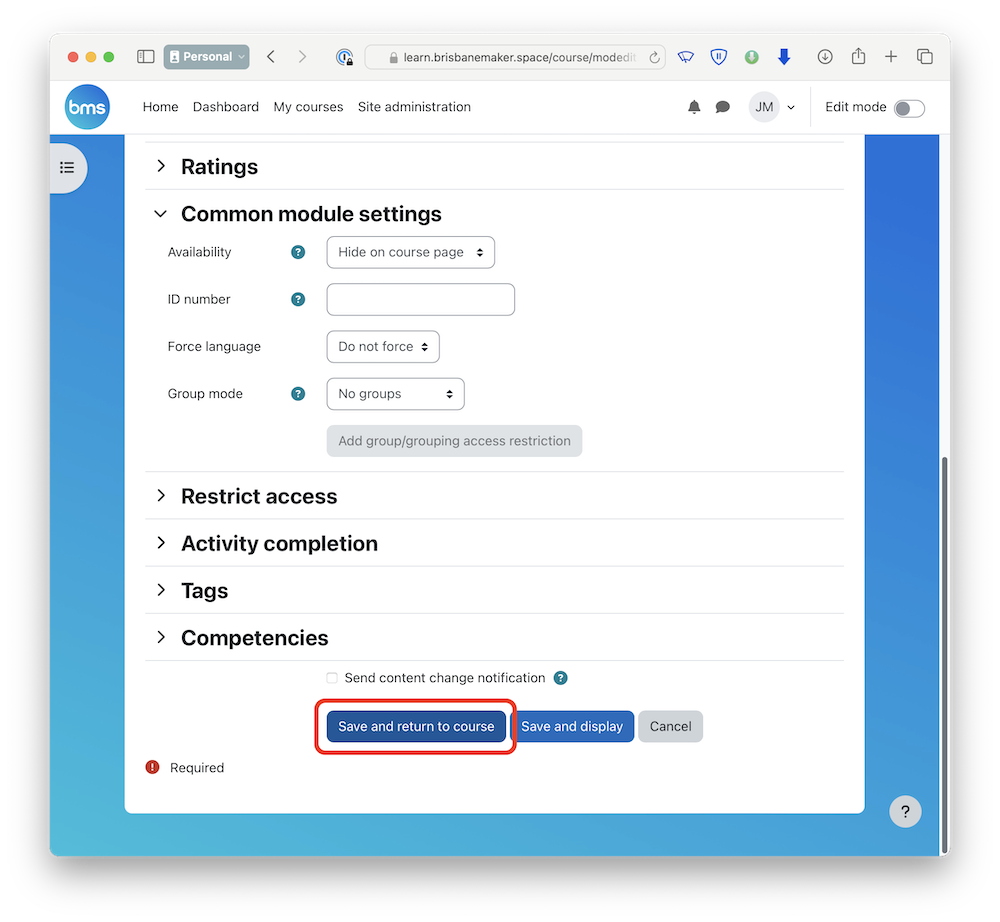 Personal
learn.brisbanemaker.space/course/modedit
bms
Home Dashboard My courses Site administration
JM
Edit mode
Ratings
Common module settings
Availability ? Hide on course page
ID number ?
Force language Do not force
Group mode ? No groups
Add group/grouping access restriction
Restrict access
Activity completion
Tags
Competencies
Send content change notification ?
Save and return to course Save and display Cancel
! Required
?